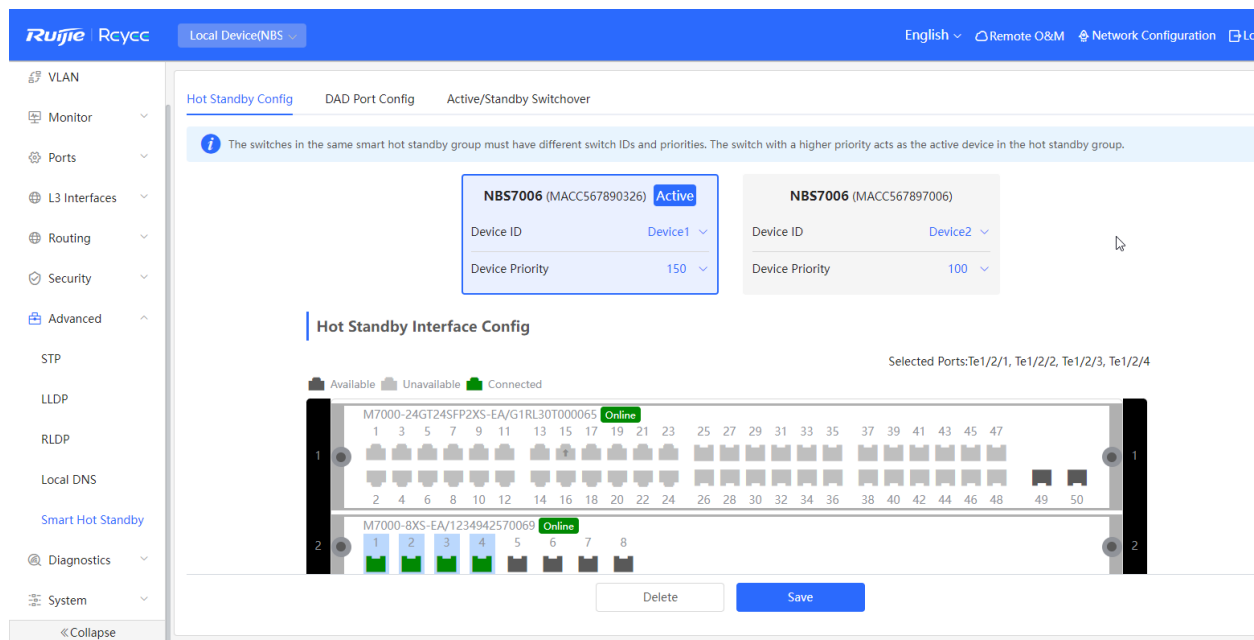 Ruijie Rcycc Local Device(NBS English Remote O&M Network Configuration Lo
VLAN
Monitor
Ports
L3 Interfaces
Routing
Security
Advanced
STP
LLDP
RLDP
Local DNS
Smart Hot Standby
Diagnostics
System
Collapse
Hot Standby Config DAD Port Config Active/Standby Switchover
The switches in the same smart hot standby group must have different switch IDs and priorities. The switch with a higher priority acts as the active device in the hot standby group.
NBS7006 (MACC567890326) Active
Device ID Device1
Device Priority 150
NBS7006 (MACC567897006)
Device ID Device2
Device Priority 100
Hot Standby Interface Config
Selected Ports:Te1/2/1, Te1/2/2, Te1/2/3, Te1/2/4
Available Unavailable Connected
M7000-24GT24SFP2XS-EA/G1RL30T000065 Online
1 3 5 7 9 11 13 15 17 19 21 23 25 27 29 31 33 35 37 39 41 43 45 47
1 1
2 4 6 8 10 12 14 16 18 20 22 24 26 28 30 32 34 36 38 40 42 44 46 48 49 50
M7000-8XS-EA/1234942570069 Online
1 2 3 4 5 6 7 8
2 2
Delete Save